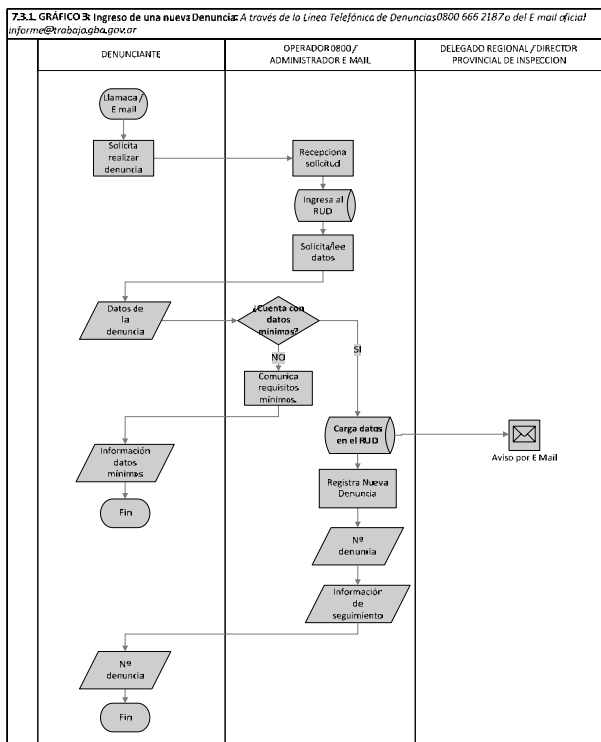 7.3.1. GRÁFICO 3: Ingreso de una nueva Denuncia: A través de la Línea Telefónica de Denuncias 0800 666 2187 o del E mail oficial
informe@trabajo.gba.gov.ar
DENUNCIANTE
OPERADOR 0800 /
ADMINISTRADOR E MAIL
DELEGADO REGIONAL / DIRECTOR
PROVINCIAL DE INSPECCION
Llamaca /
E mail
Solicita
realizar
denuncia
Recepciona
solicitud
Ingresa al
RUD
Solicita/lee
datos
Datos de
la
denuncia
¿Cuenta con
datos
mínimos?
NO
SI
Comunica
requisitos
mínimos.
Información
datos
mínimos
Fin
Carga datos
en el RUD
Aviso por E Mail
Registra Nueva
Denuncia
Nº
denuncia
Información
de
seguimiento
Nº
denuncia
Fin